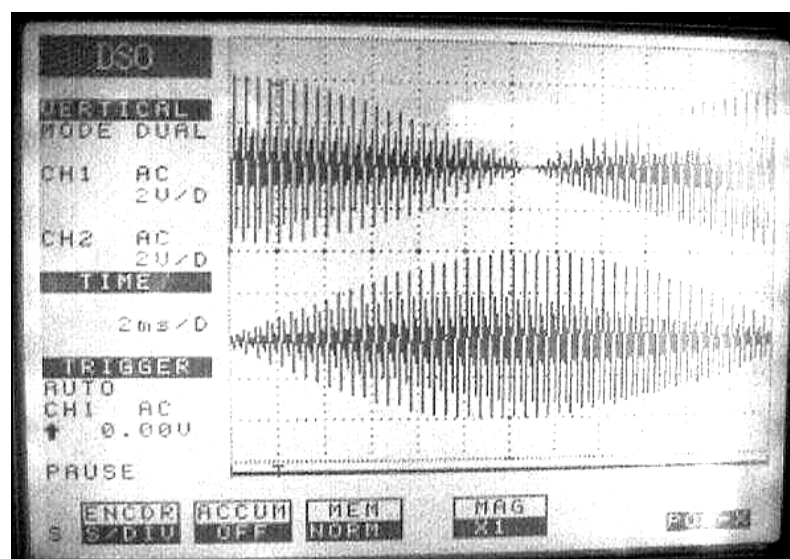 DSO
VERTICAL
MODE DUAL
CH1 AC
2V/D
CH2 AC
2V/D
TIME
2ms/D
TRIGGER
AUTO
CH1 AC
↑ 0.00V
PAUSE
T
S
ENCDR ACCUM MEM MAG
S/DIV OFF NORM X1